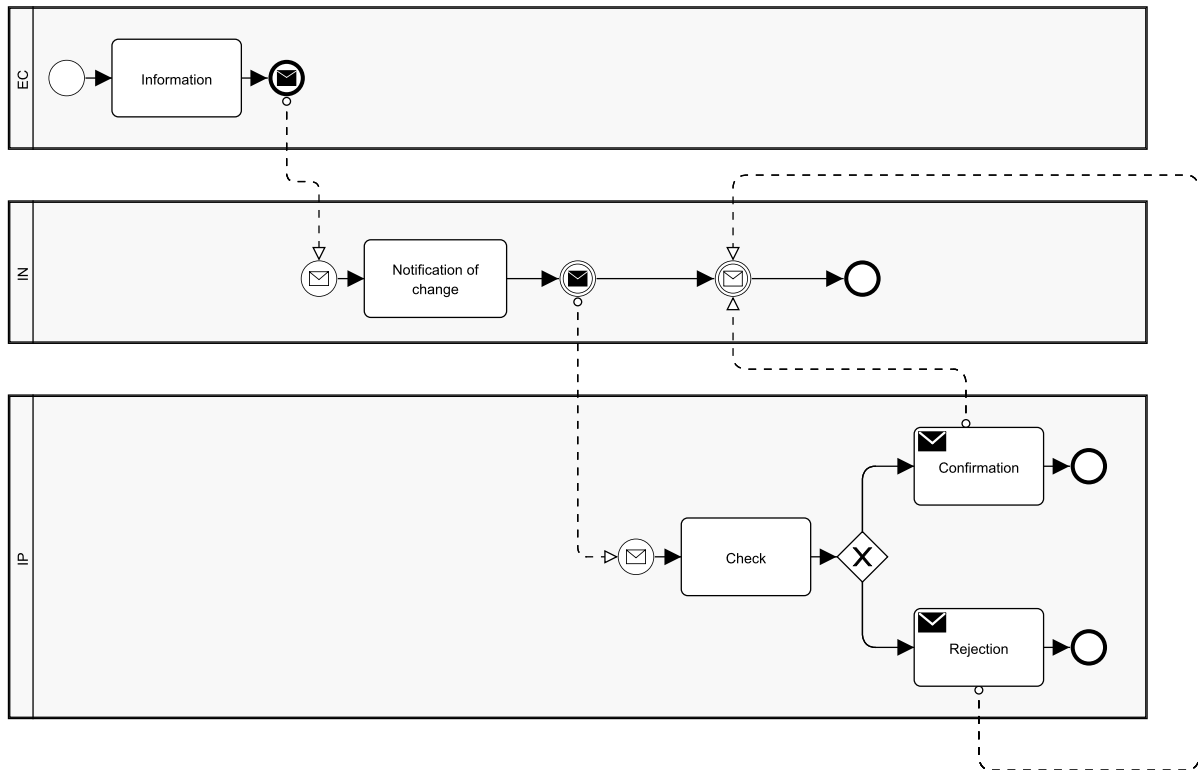 EC
Information
IN
Notification of
change
IP
Confirmation
Check
X
Rejection